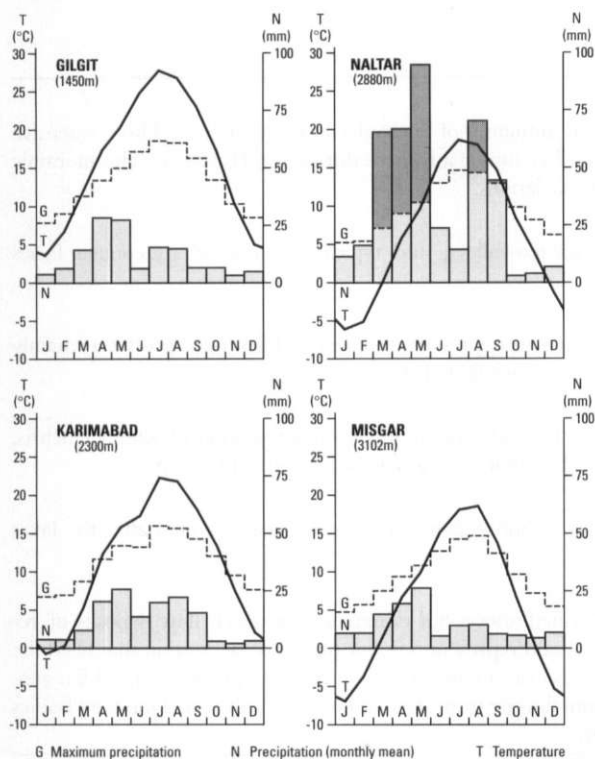 T (°C) N (mm)
GILGIT
(1450m)
30 100
25
20 75
15 50
10
5 25
0 0
-5
-10
G
T
N
J F M A M J J A S O N D
T (°C) N (mm)
NALTAR
(2880m)
30 100
25
20 75
15 50
10
5 25
0 0
-5
-10
G
N
T
J F M A M J J A S O N D
T (°C) N (mm)
KARIMABAD
(2300m)
30 100
25
20 75
15 50
10
5 25
0 0
-5
-10
G
N
T
J F M A M J J A S O N D
T (°C) N (mm)
MISGAR
(3102m)
30 100
25
20 75
15 50
10
5 25
0 0
-5
-10
G
N
T
J F M A M J J A S O N D
G Maximum precipitation N Precipitation (monthly mean) T Temperature